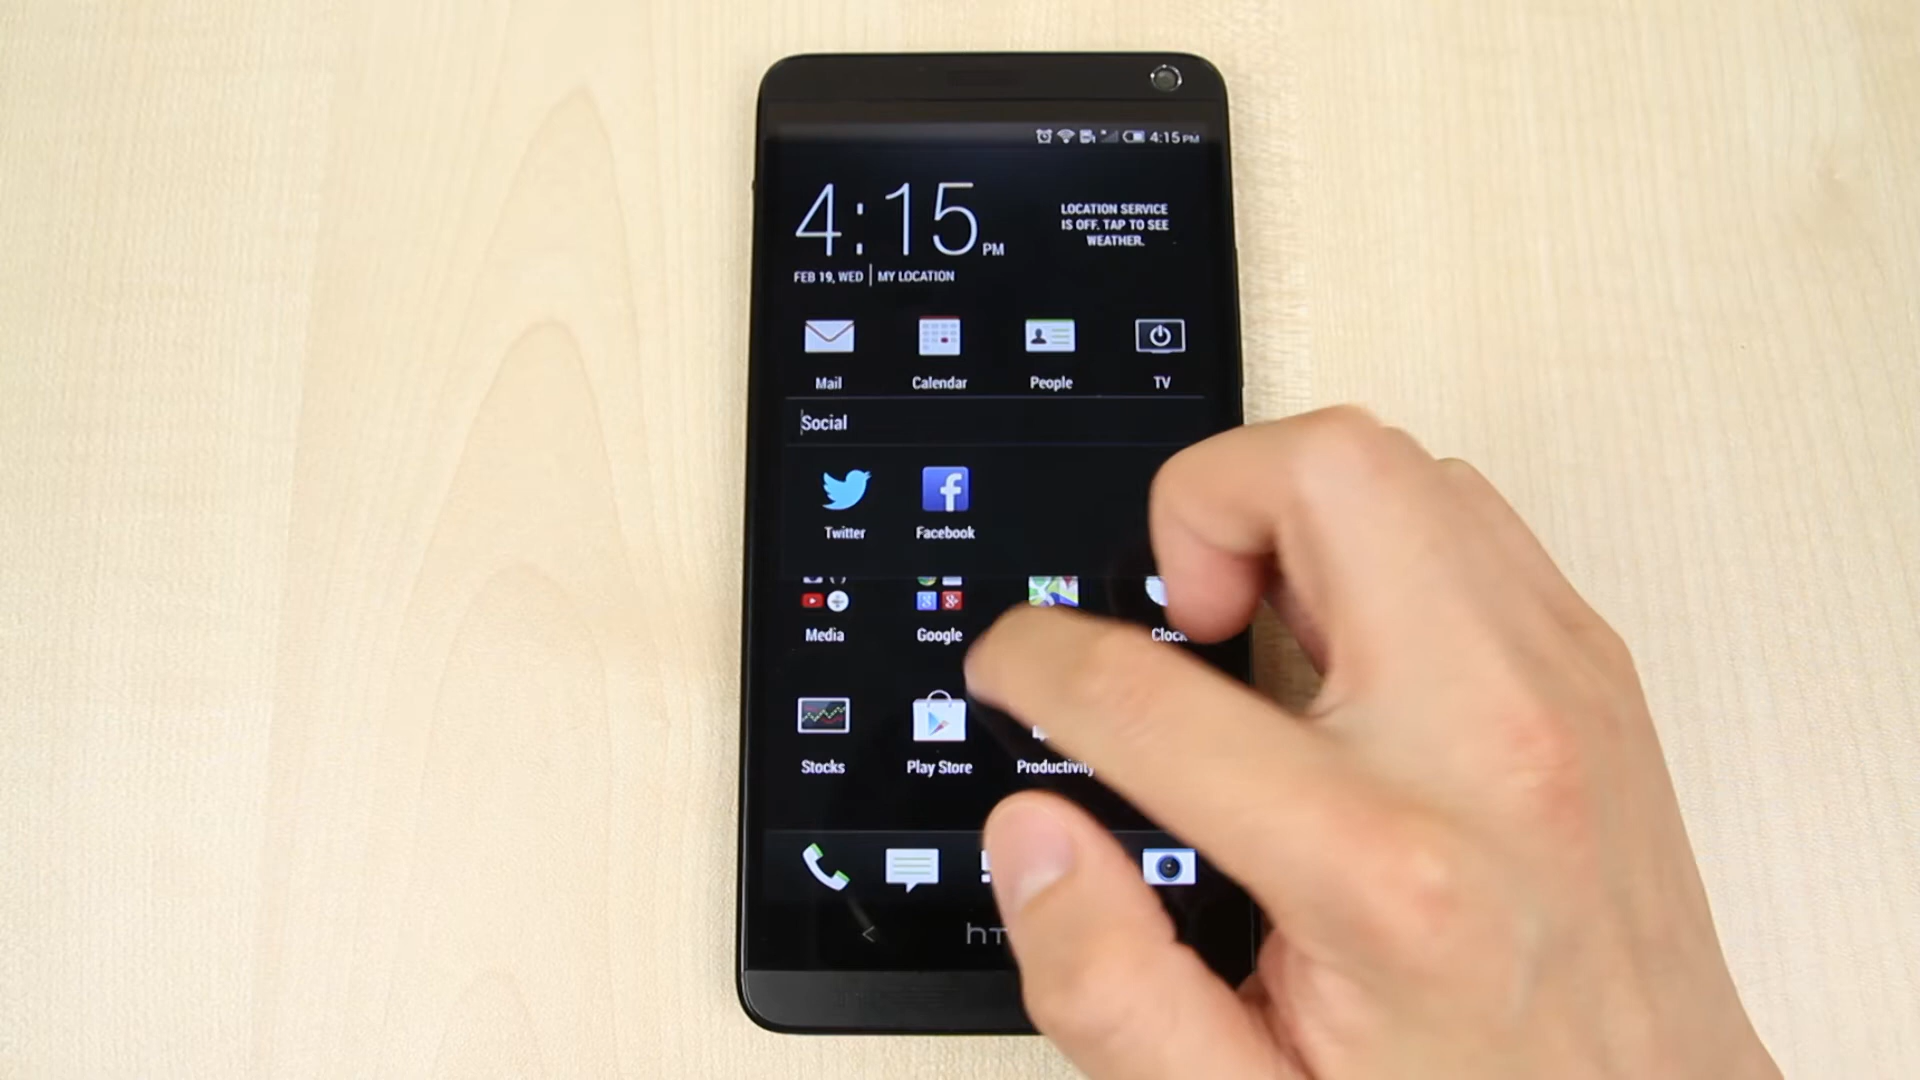 4:15 PM
4:15 PM
LOCATION SERVICE
IS OFF. TAP TO SEE
WEATHER.
FEB 19, WED | MY LOCATION
Mail Calendar People TV
Social
Twitter Facebook
Media Google Clock
Stocks Play Store Productivity